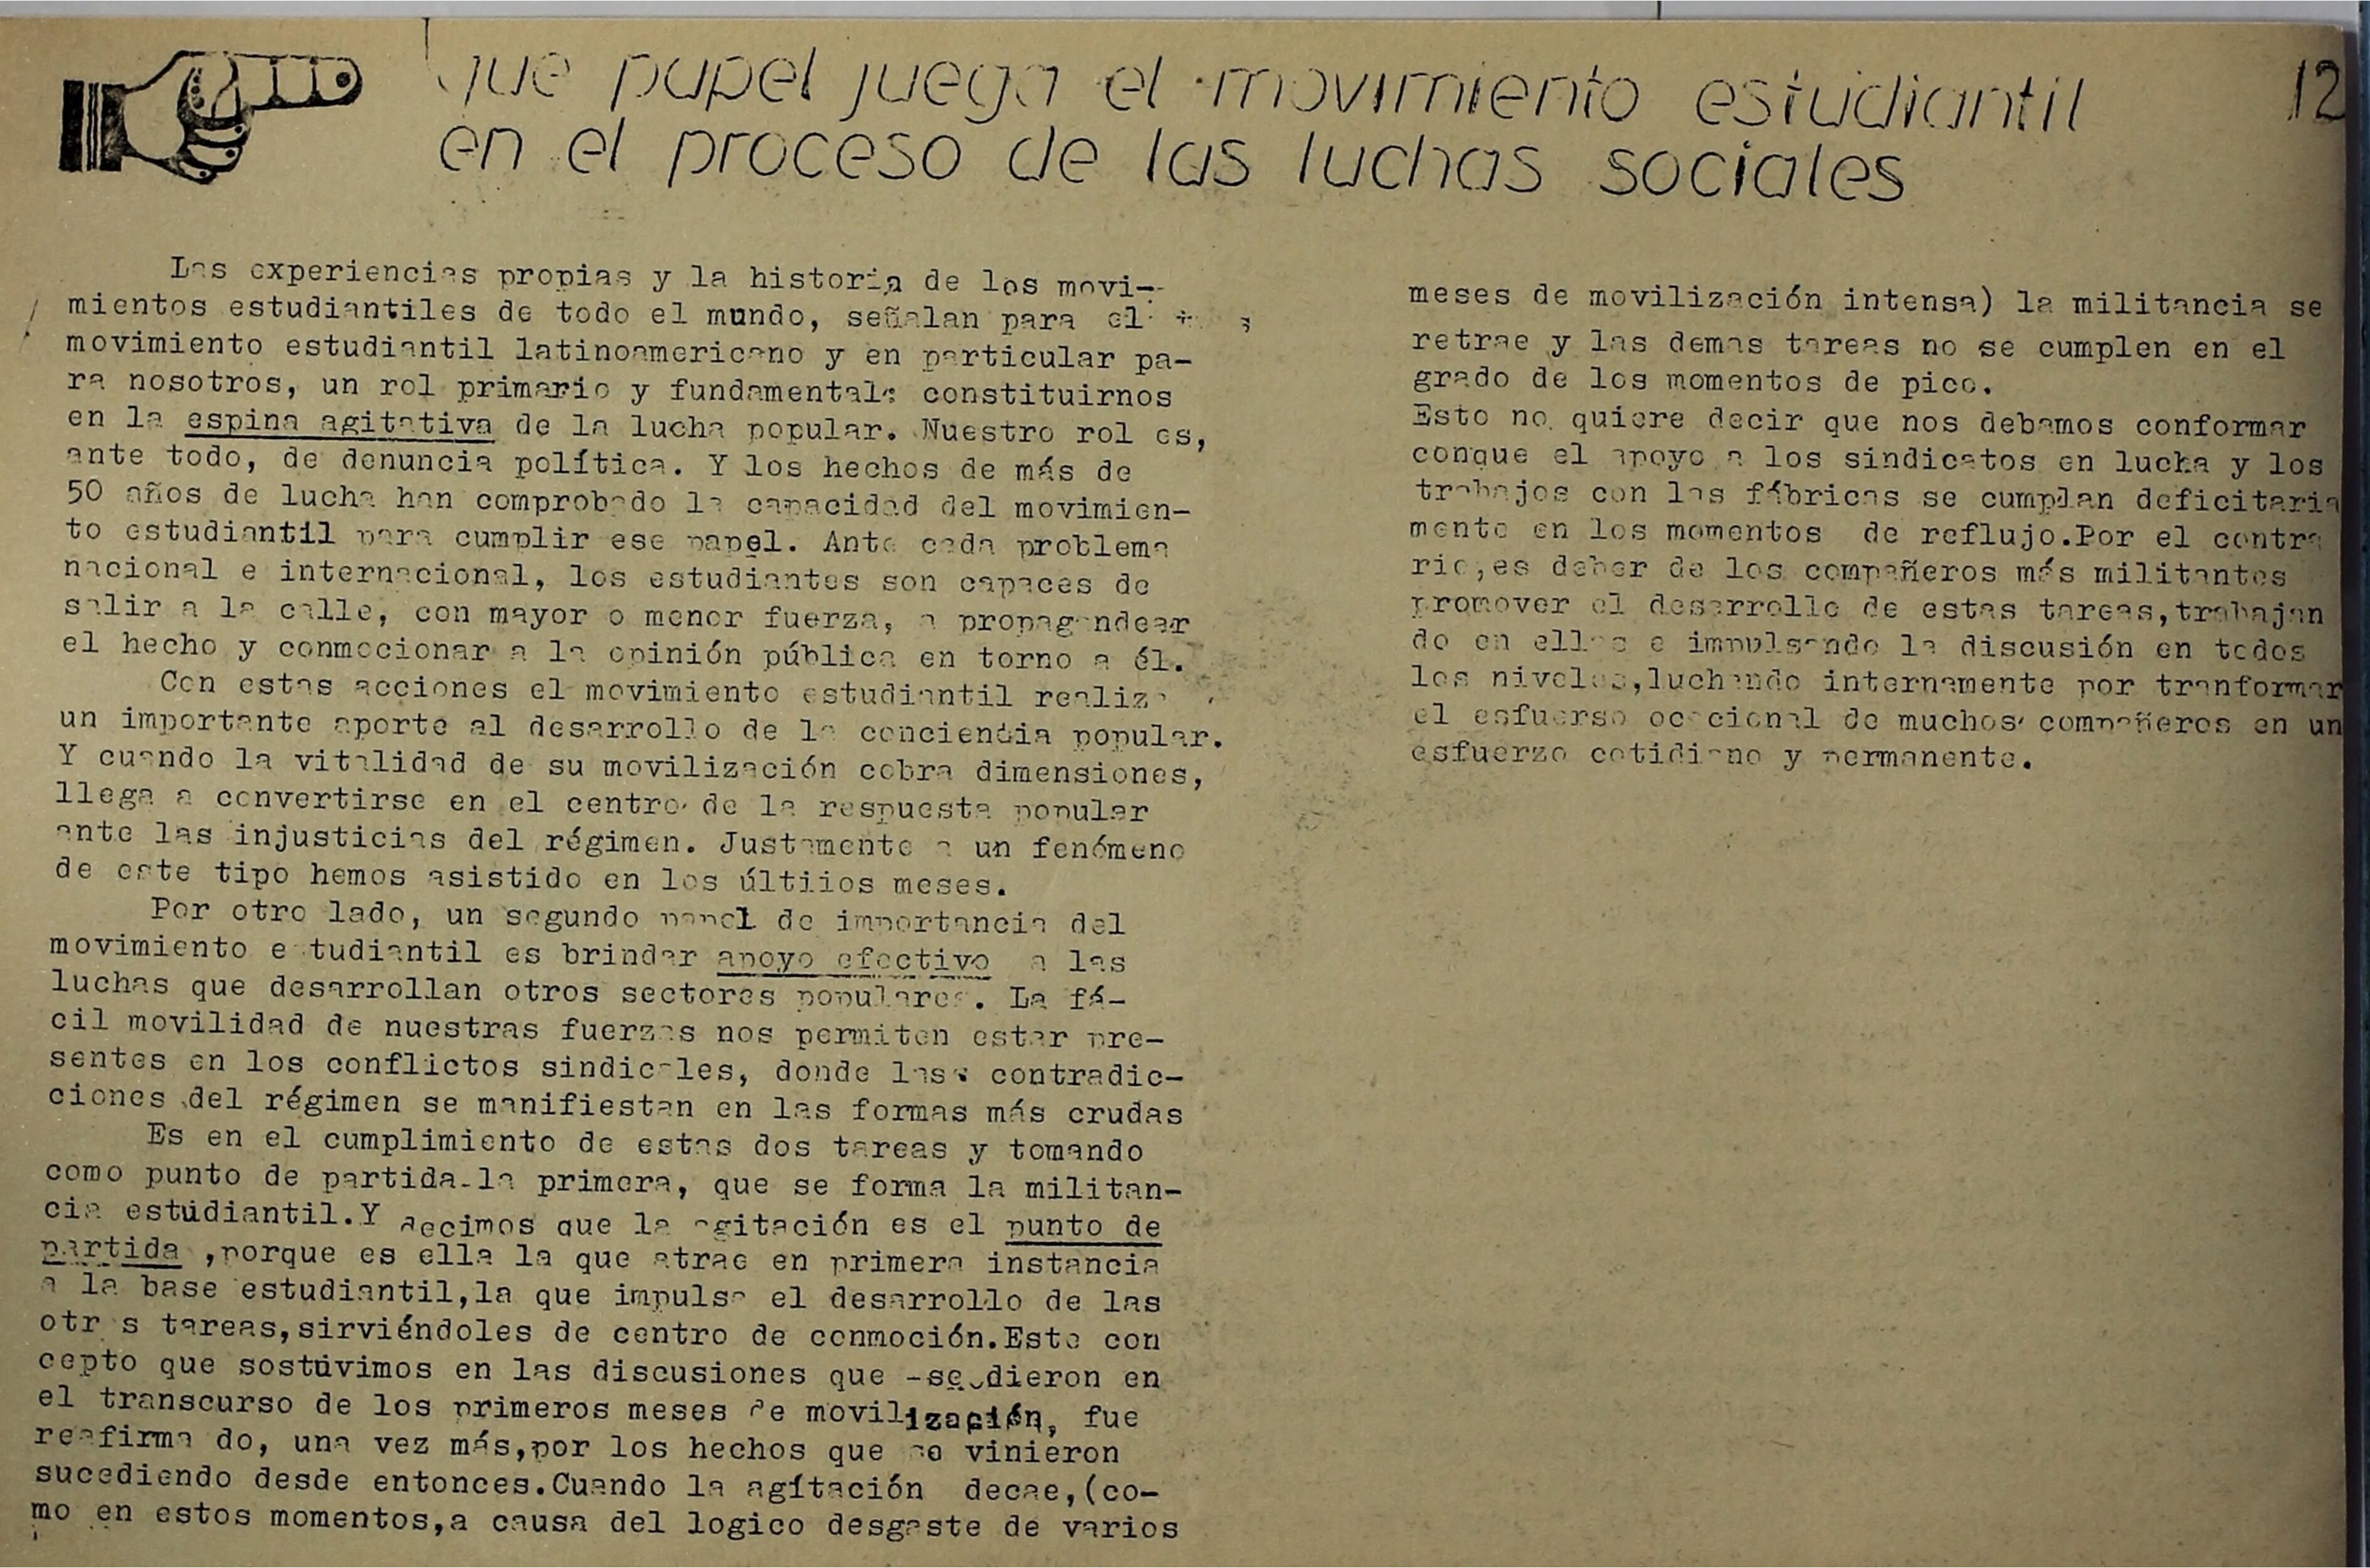 que papel juega el movimiento estudiantil
en el proceso de las luchas sociales
12
Las experiencias propias y la historia de los movi-
mientos estudiantiles de todo el mundo, señalan para el
movimiento estudiantil latinoamericano y en particular pa-
ra nosotros, un rol primario y fundamental: constituirnos
en la espina agitativa de la lucha popular. Nuestro rol es,
ante todo, de denuncia política. Y los hechos de más de
50 años de lucha han comprobado la capacidad del movimien-
to estudiantil para cumplir ese papel. Ante cada problema
nacional e internacional, los estudiantes son capaces de
salir a la calle, con mayor o menor fuerza, a propagandear
el hecho y conmocionar a la opinión pública en torno a él.
Con estas acciones el movimiento estudiantil realiza
un importante aporte al desarrollo de la conciencia popular.
Y cuando la vitalidad de su movilización cobra dimensiones,
llega a convertirse en el centro de la respuesta popular
ante las injusticias del régimen. Justamente a un fenómeno
de este tipo hemos asistido en los últiios meses.
Por otro lado, un segundo papel de importancia del
movimiento e tudiantil es brindar apoyo efectivo a las
luchas que desarrollan otros sectores populares. La fá-
cil movilidad de nuestras fuerzas nos permiten estar pre-
sentes en los conflictos sindicales, donde las contradic-
ciones del régimen se manifiestan en las formas más crudas
Es en el cumplimiento de estas dos tareas y tomando
como punto de partida la primera, que se forma la militan-
cia estudiantil.Y decimos que la agitación es el punto de
partida ,porque es ella la que atrae en primera instancia
a la base estudiantil,la que impulsa el desarrollo de las
otr s tareas,sirviéndoles de centro de conmoción.Este con
cepto que sostuvimos en las discusiones que -se dieron en
el transcurso de los primeros meses de movilización, fue
reafirma do, una vez más,por los hechos que se vinieron
sucediendo desde entonces.Cuando la agítación decae,(co-
mo en estos momentos,a causa del logico desgaste de varios
meses de movilización intensa) la militancia se
retrae y las demas tareas no se cumplen en el
grado de los momentos de pico.
Esto no quiere decir que nos debamos conformar
conque el apoyo a los sindicatos en lucha y los
trabajos con las fábricas se cumplan deficitaria
mente en los momentos de reflujo.Por el contra
rio,es deber de los compañeros más militantes
promover el desarrollo de estas tareas,trabajan
do en ellas e impulsando la discusión en todos
los niveles,luchando internamente por tranformar
el esfuerso ocacional de muchos compañeros en un
esfuerzo cotidiano y permanente.